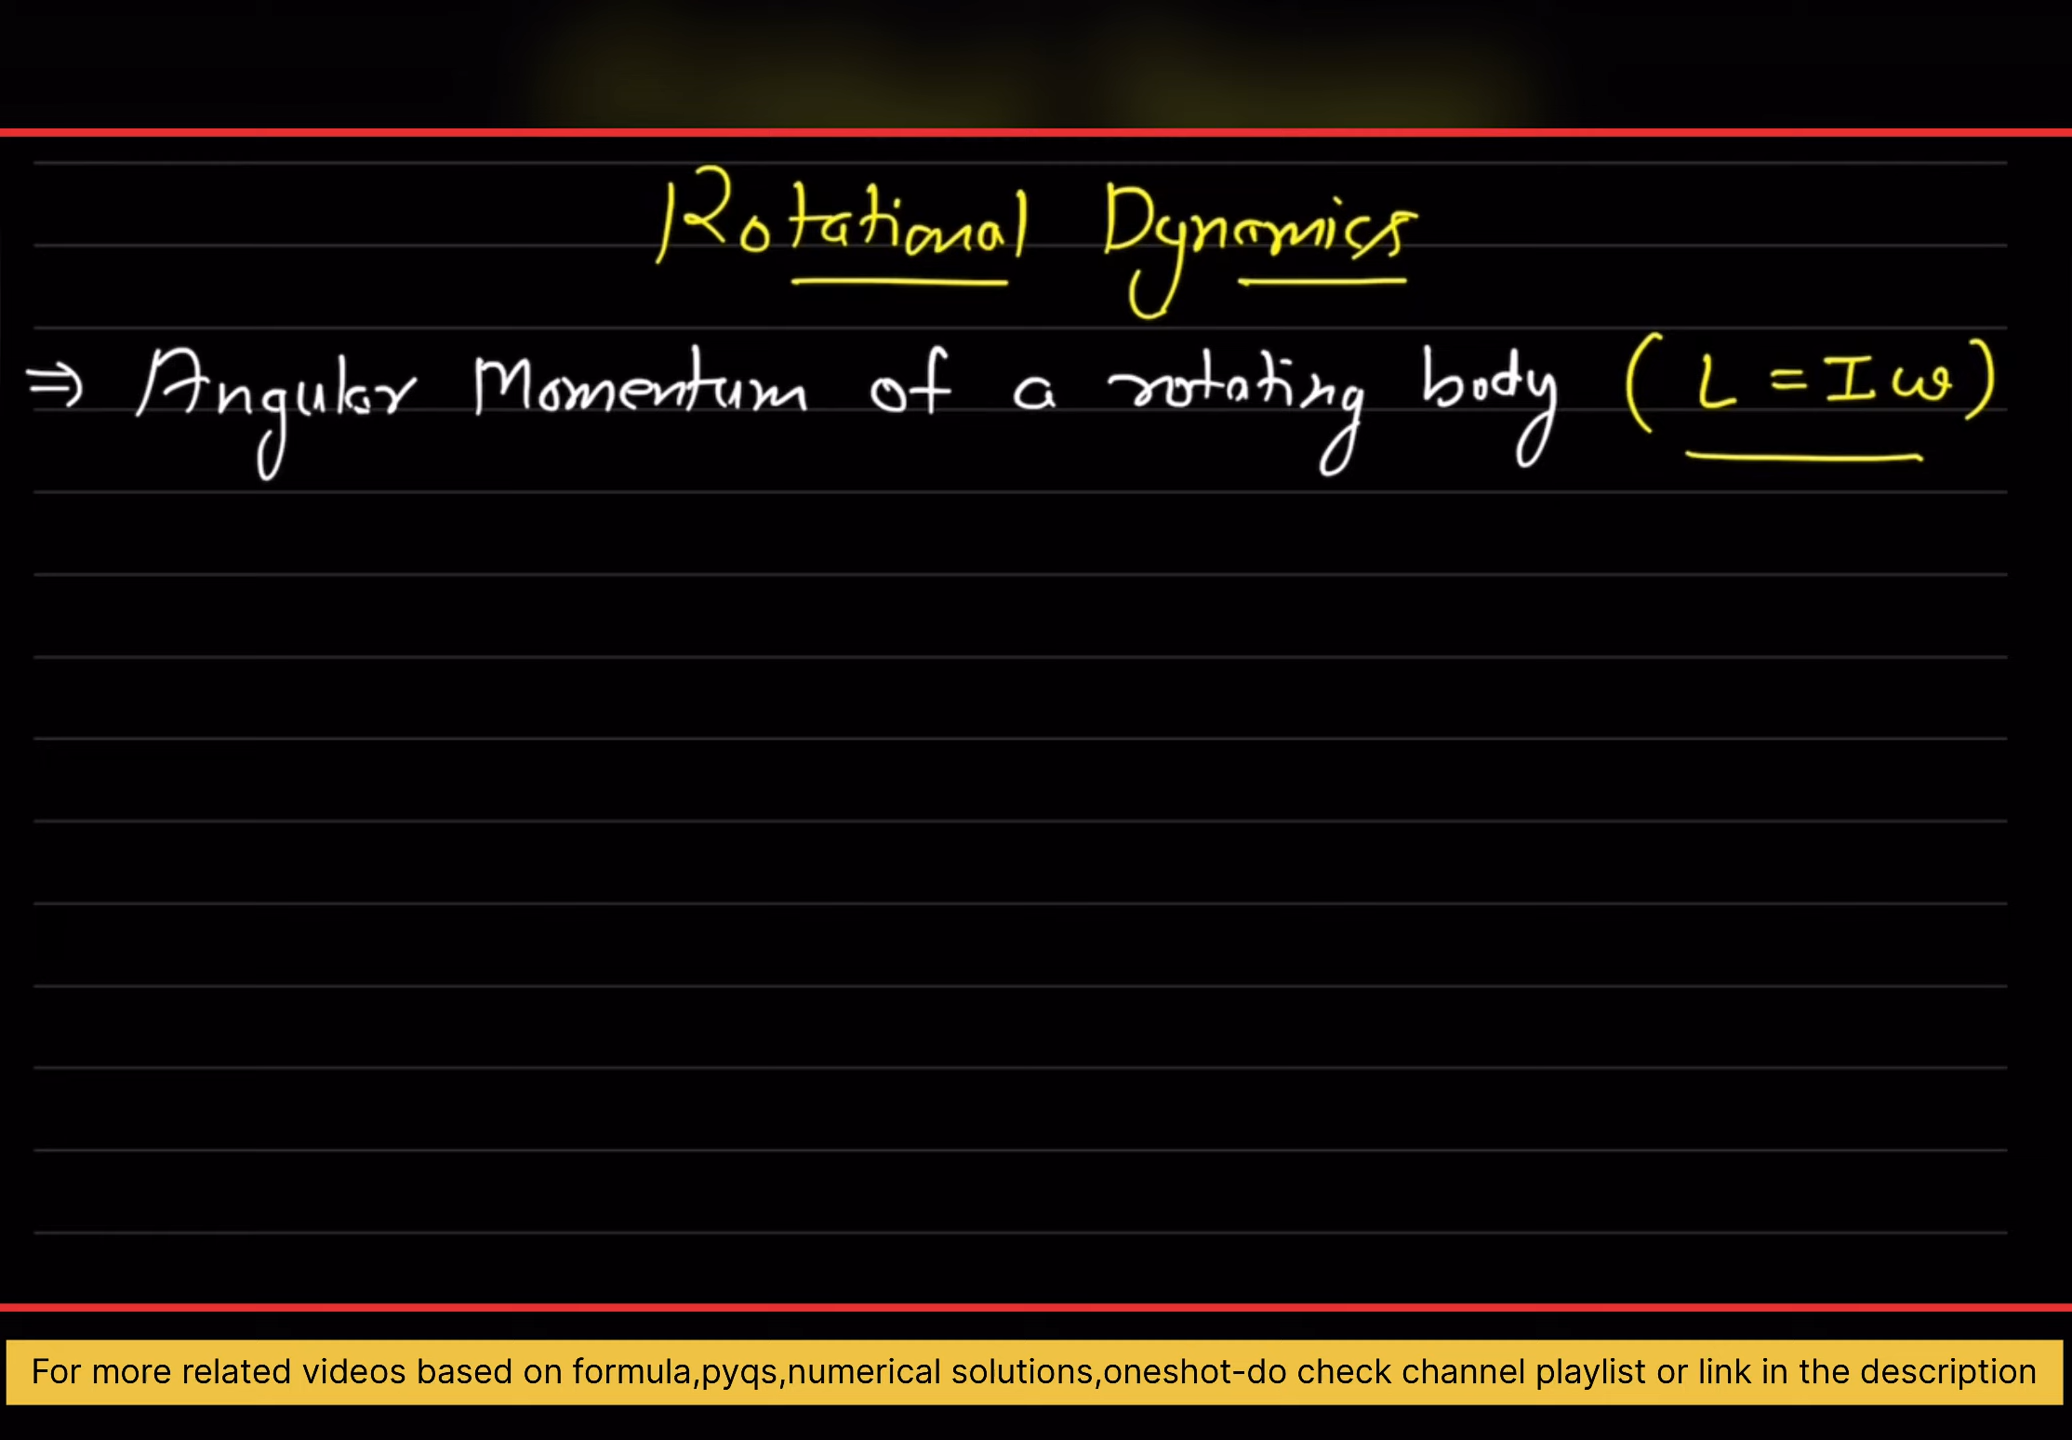 Rotational Dynamics
⇒ Angular Momentum of a rotating body (L = Iω)
For more related videos based on formula,pyqs,numerical solutions,oneshot-do check channel playlist or link in the description